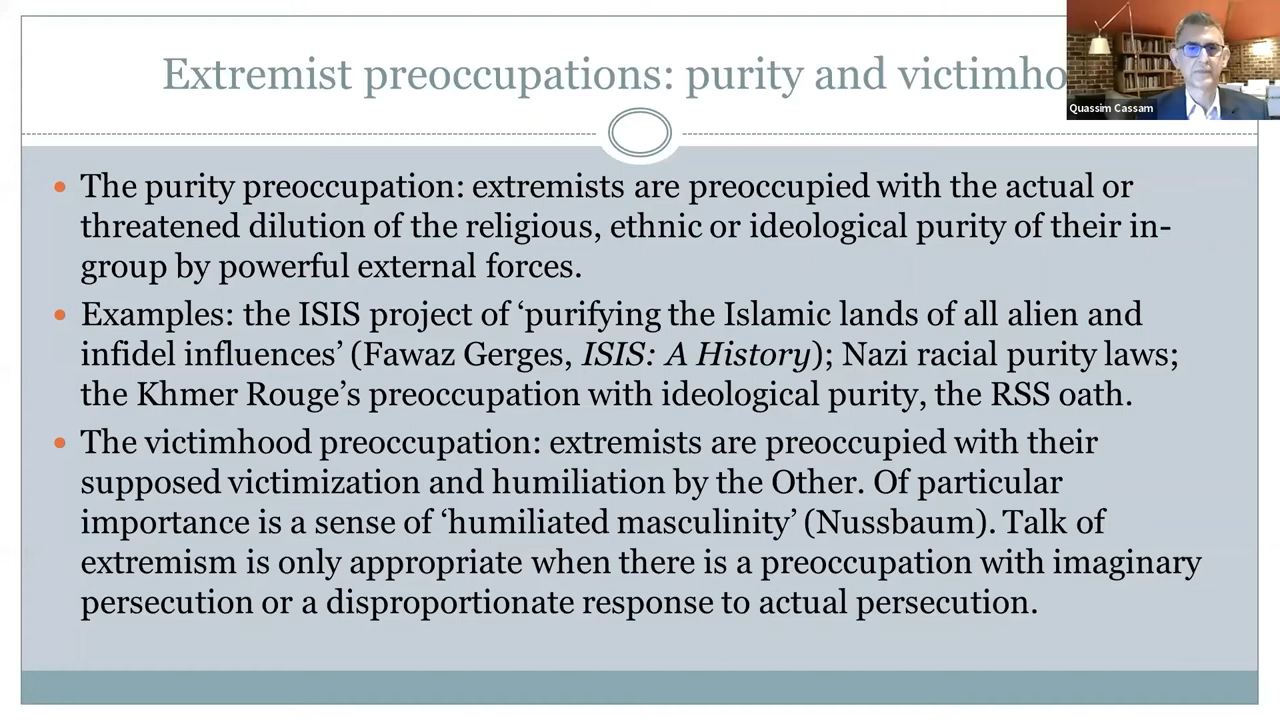 Extremist preoccupations: purity and victimho
Quassim Cassam
• The purity preoccupation: extremists are preoccupied with the actual or
threatened dilution of the religious, ethnic or ideological purity of their in-
group by powerful external forces.
• Examples: the ISIS project of ‘purifying the Islamic lands of all alien and
infidel influences’ (Fawaz Gerges, ISIS: A History); Nazi racial purity laws;
the Khmer Rouge’s preoccupation with ideological purity, the RSS oath.
• The victimhood preoccupation: extremists are preoccupied with their
supposed victimization and humiliation by the Other. Of particular
importance is a sense of ‘humiliated masculinity’ (Nussbaum). Talk of
extremism is only appropriate when there is a preoccupation with imaginary
persecution or a disproportionate response to actual persecution.